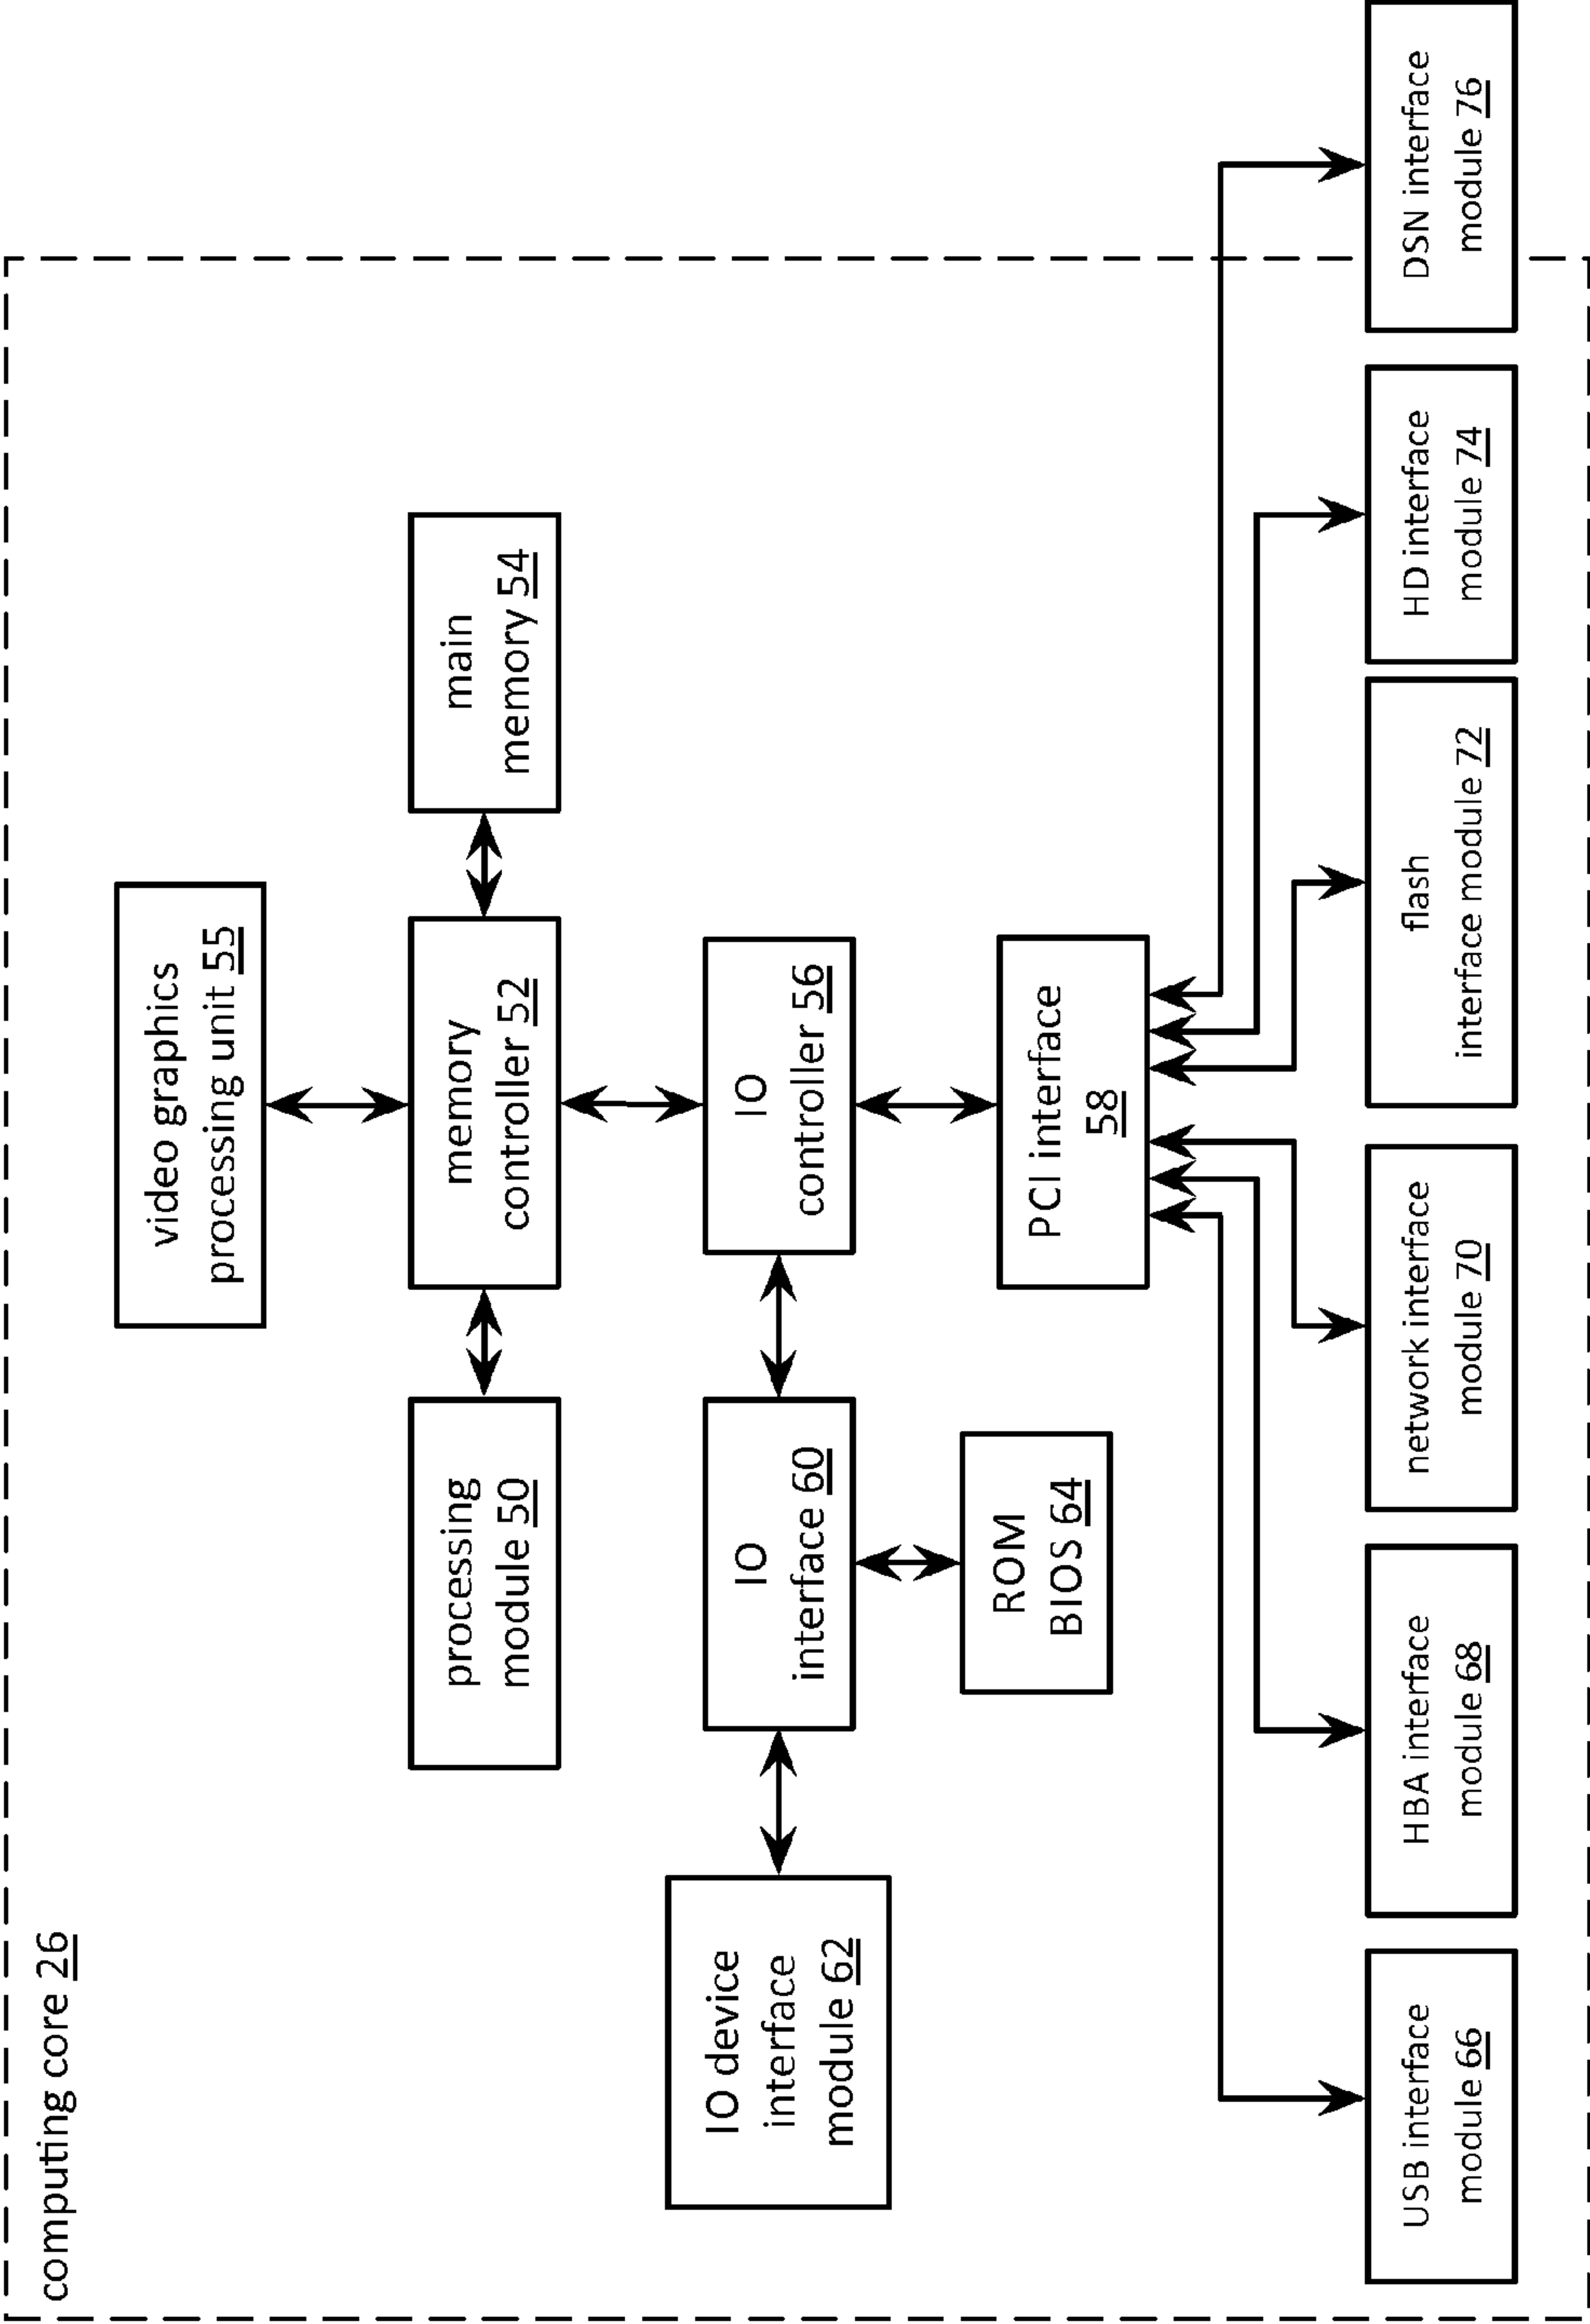 computing core 26
video graphics
processing unit 55
processing
module 50
memory
controller 52
main
memory 54
IO device
interface
module 62
IO
interface 60
IO
controller 56
ROM
BIOS 64
PCI interface
58
USB interface
module 66
HBA interface
module 68
network interface
module 70
flash
interface module 72
HD interface
module 74
DSN interface
module 76